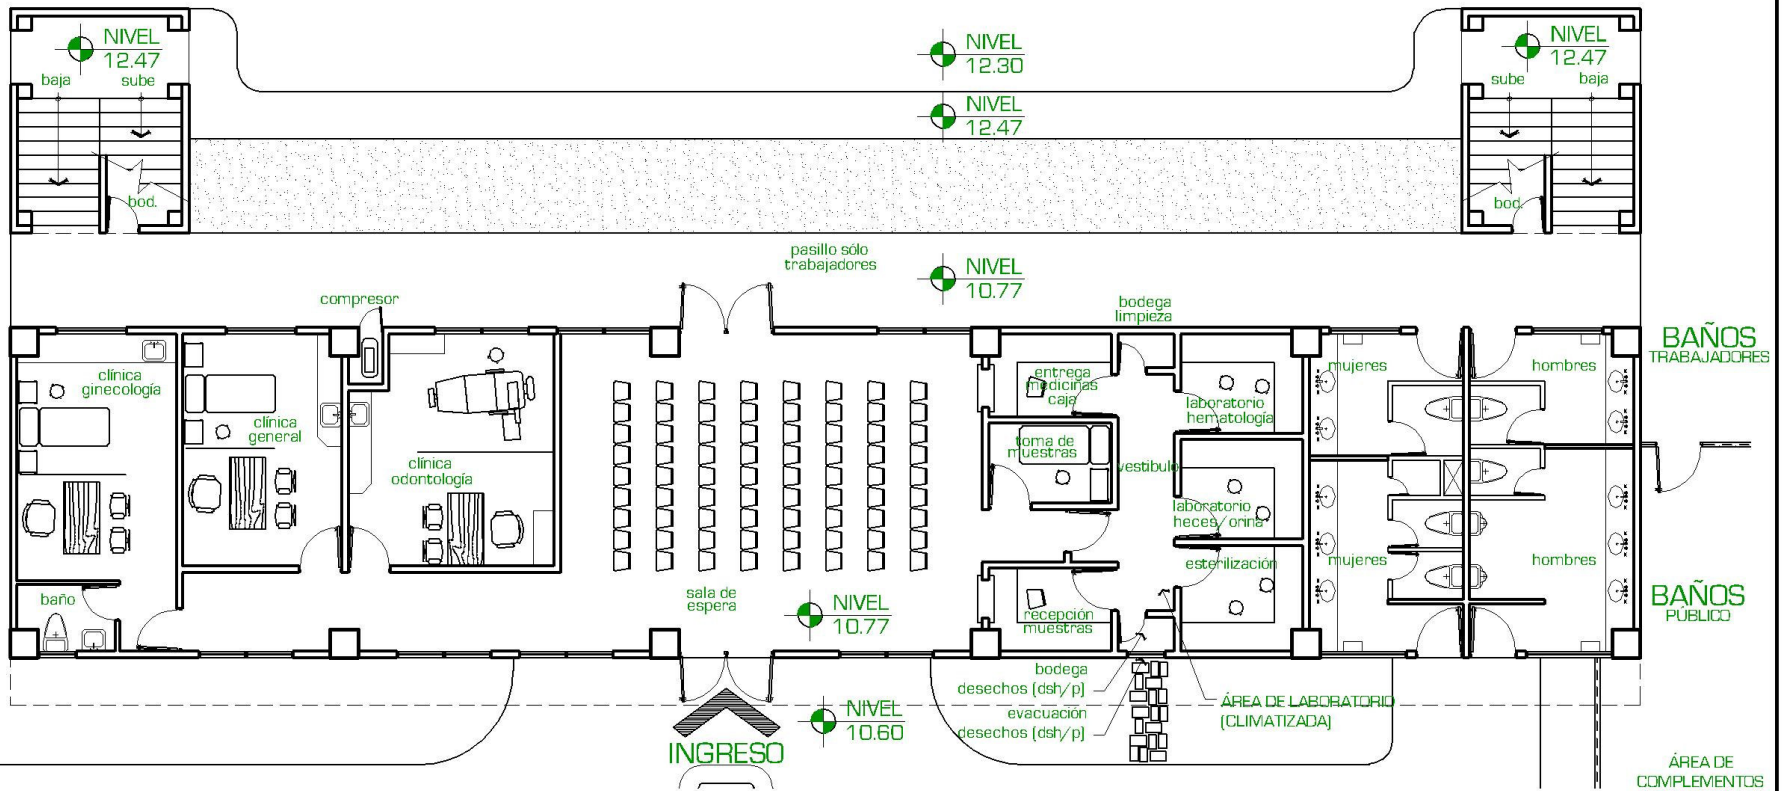 NIVEL
12.47
baja
sube
bod.
NIVEL
12.30
NIVEL
12.47
NIVEL
12.47
sube
baja
bod.
pasillo sólo
trabajadores
NIVEL
10.77
compresor
bodega
limpieza
BAÑOS
TRABAJADORES
clínica
ginecología
clínica
general
clínica
odontología
entrega
medicinas
caja
laboratorio
hematología
mujeres
hombres
toma de
muestras
vestibulo
laboratorio
heces/orina
esterilización
mujeres
hombres
baño
sala de
espera
NIVEL
10.77
recepción
muestras
BAÑOS
PÚBLICO
bodega
desechos (dsh/p)
evacuación
desechos (dsh/p)
ÁREA DE LABORATORIO
(CLIMATIZADA)
NIVEL
10.60
INGRESO
ÁREA DE
COMPLEMENTOS